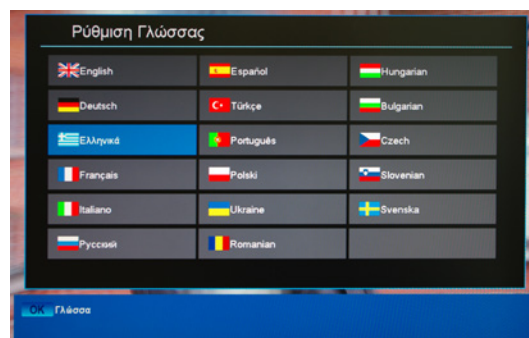 Ρύθμιση Γλώσσας
English
Español
Hungarian
Deutsch
Türkçe
Bulgarian
Ελληνικά
Português
Czech
Français
Polski
Slovenian
Italiano
Ukraine
Svenska
Русский
Romanian
OK Γλώσσα